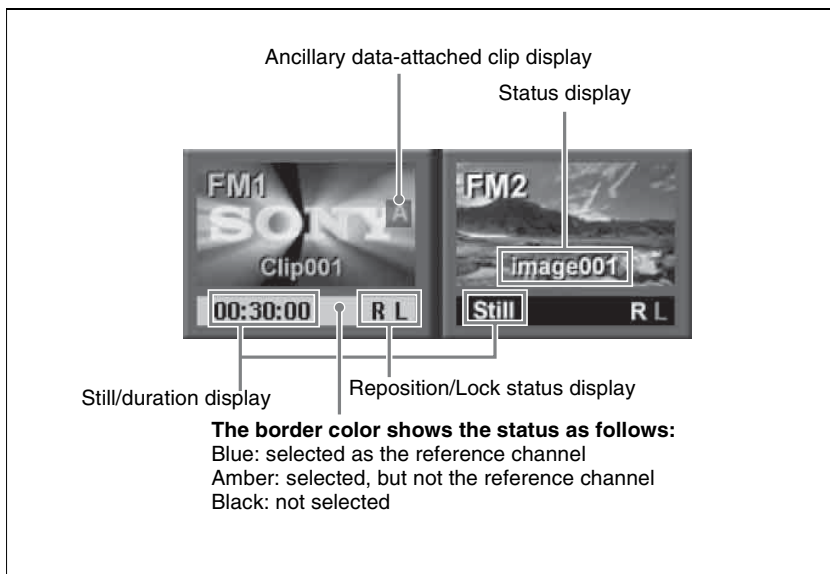 Ancillary data-attached clip display
Status display
FM1
SONY
A
Clip001
00:30:00 R L
FM2
image001
Still R L
Still/duration display
Reposition/Lock status display
The border color shows the status as follows:
Blue: selected as the reference channel
Amber: selected, but not the reference channel
Black: not selected